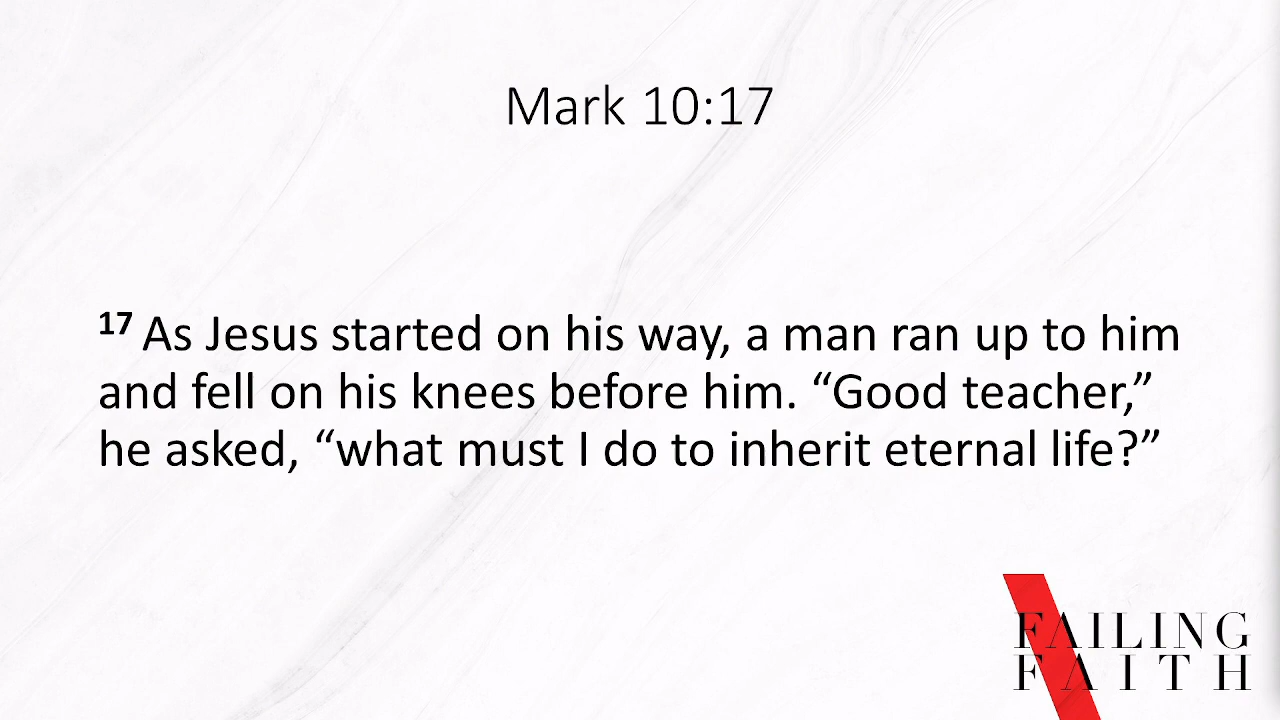 Mark 10:17
17 As Jesus started on his way, a man ran up to him
and fell on his knees before him. “Good teacher,”
he asked, “what must I do to inherit eternal life?”
FAILING
FAITH